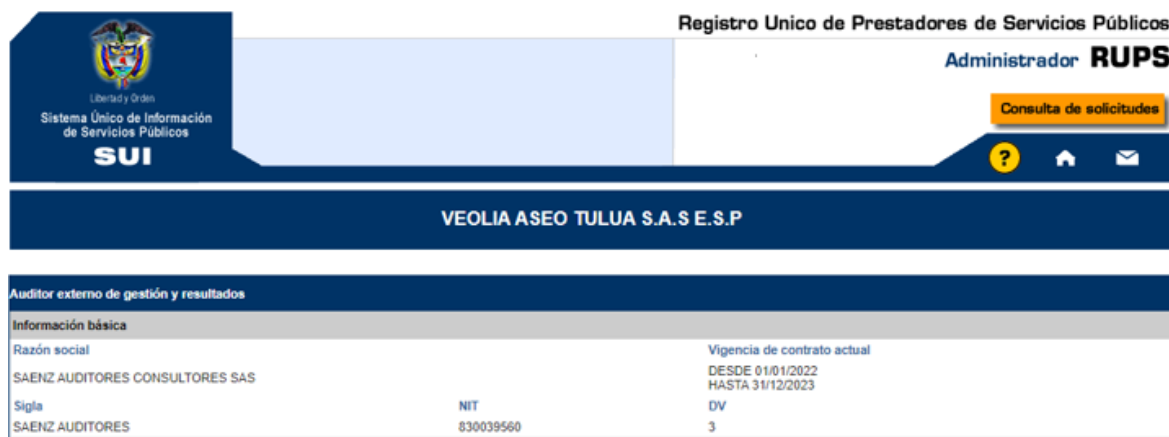 Registro Unico de Prestadores de Servicios Públicos
Administrador RUPS
Libertad y Orden
Sistema Único de Información
de Servicios Públicos
SUI
Consulta de solicitudes
?
VEOLIA ASEO TULUA S.A.S E.S.P
Auditor externo de gestión y resultados
Información básica
Razón social Vigencia de contrato actual
SAENZ AUDITORES CONSULTORES SAS DESDE 01/01/2022
HASTA 31/12/2023
Sigla NIT DV
SAENZ AUDITORES 830039560 3